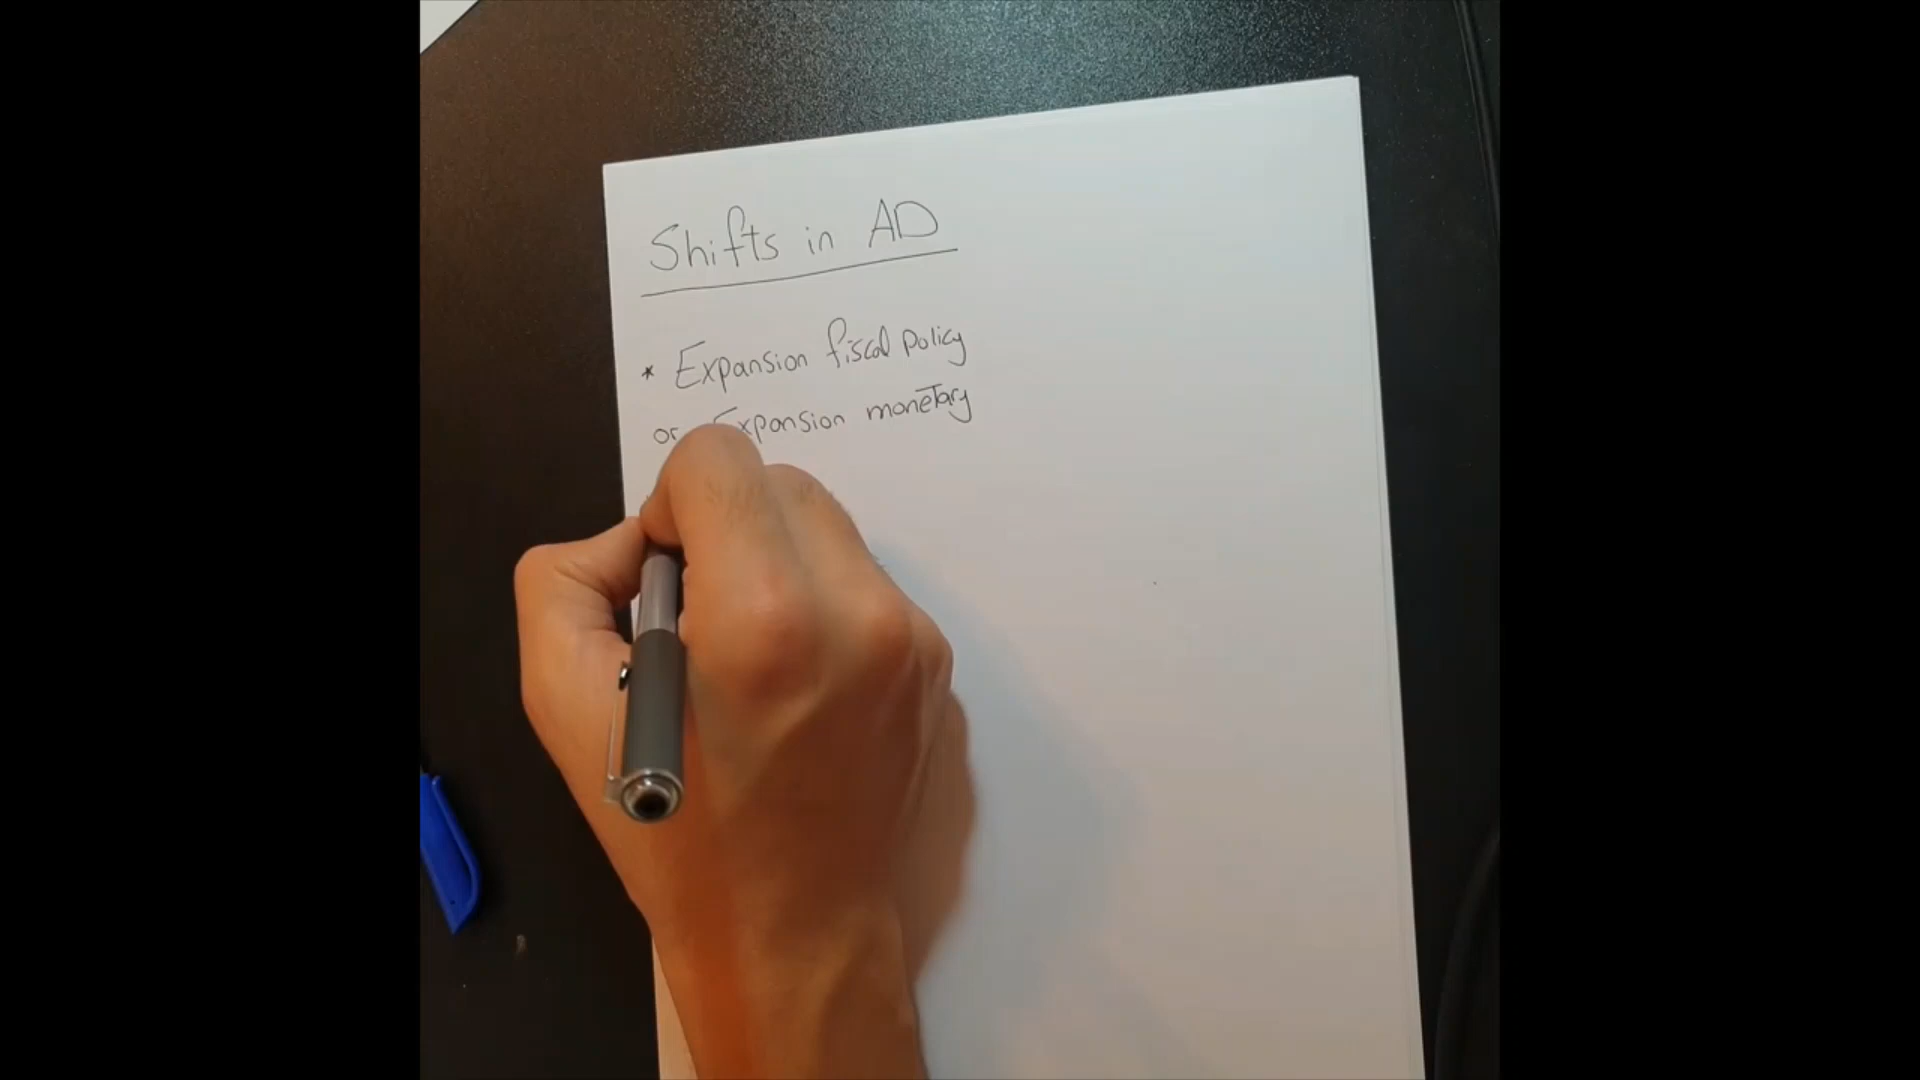 Shifts in AD
* Expansion fiscal policy
or Expansion monetary